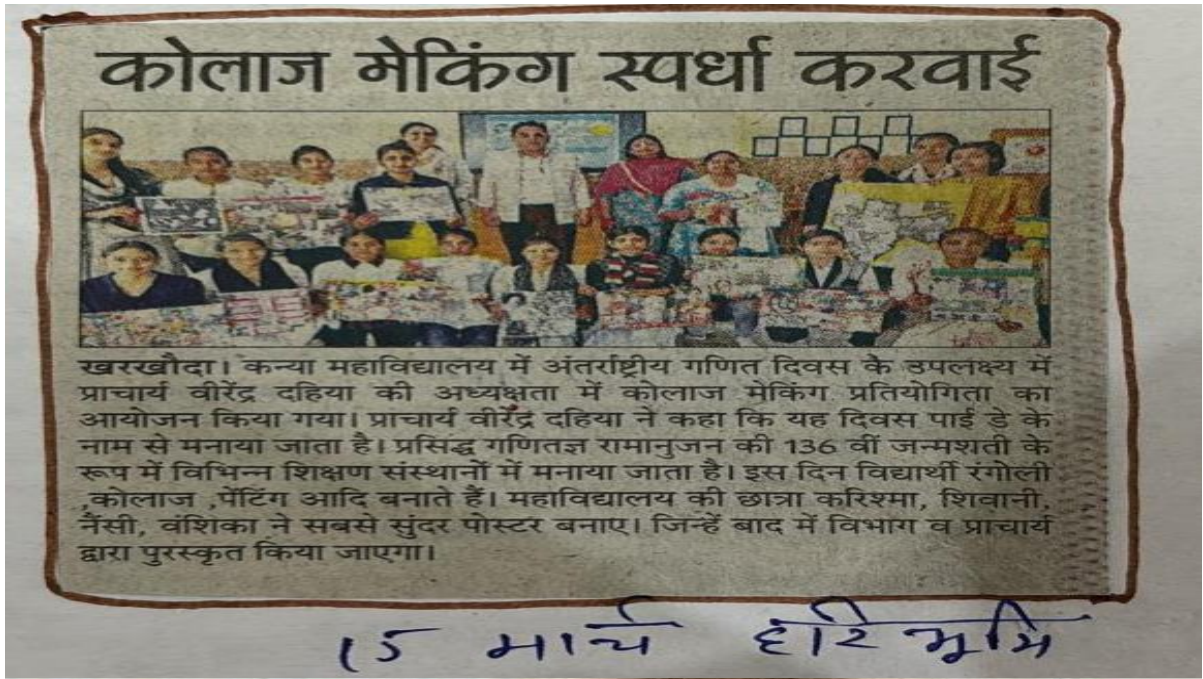 कोलाज मेकिंग स्पर्धा करवाई
खरखौदा। कन्या महाविद्यालय में अंतर्राष्ट्रीय गणित दिवस के उपलक्ष्य में
प्राचार्य वीरेंद्र दहिया की अध्यक्षता में कोलाज मेकिंग प्रतियोगिता का
आयोजन किया गया। प्राचार्य वीरेंद्र दहिया ने कहा कि यह दिवस पाई डे के
नाम से मनाया जाता है। प्रसिद्ध गणितज्ञ रामानुजन की 136 वीं जन्मशती के
रूप में विभिन्न शिक्षण संस्थानों में मनाया जाता है। इस दिन विद्यार्थी रंगोली
,कोलाज ,पेंटिंग आदि बनाते हैं। महाविद्यालय की छात्रा करिश्मा, शिवानी,
नैंसी, वंशिका ने सबसे सुंदर पोस्टर बनाए। जिन्हें बाद में विभाग व प्राचार्य
द्वारा पुरस्कृत किया जाएगा।
15 मार्च हरि भूमि